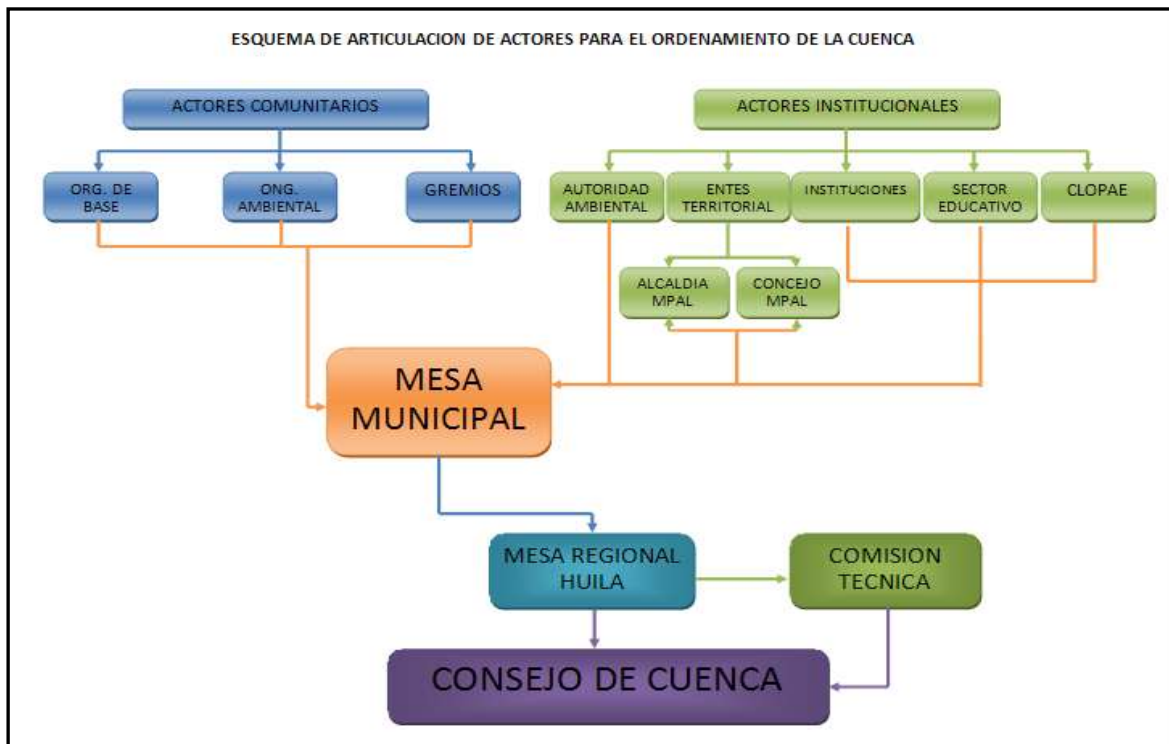 ESQUEMA DE ARTICULACION DE ACTORES PARA EL ORDENAMIENTO DE LA CUENCA
ACTORES COMUNITARIOS
ACTORES INSTITUCIONALES
ORG. DE
BASE
ONG.
AMBIENTAL
GREMIOS
AUTORIDAD
AMBIENTAL
ENTES
TERRITORIAL
INSTITUCIONES
SECTOR
EDUCATIVO
CLOPAE
ALCALDIA
MPAL
CONCEJO
MPAL
MESA
MUNICIPAL
MESA REGIONAL
HUILA
COMISION
TECNICA
CONSEJO DE CUENCA